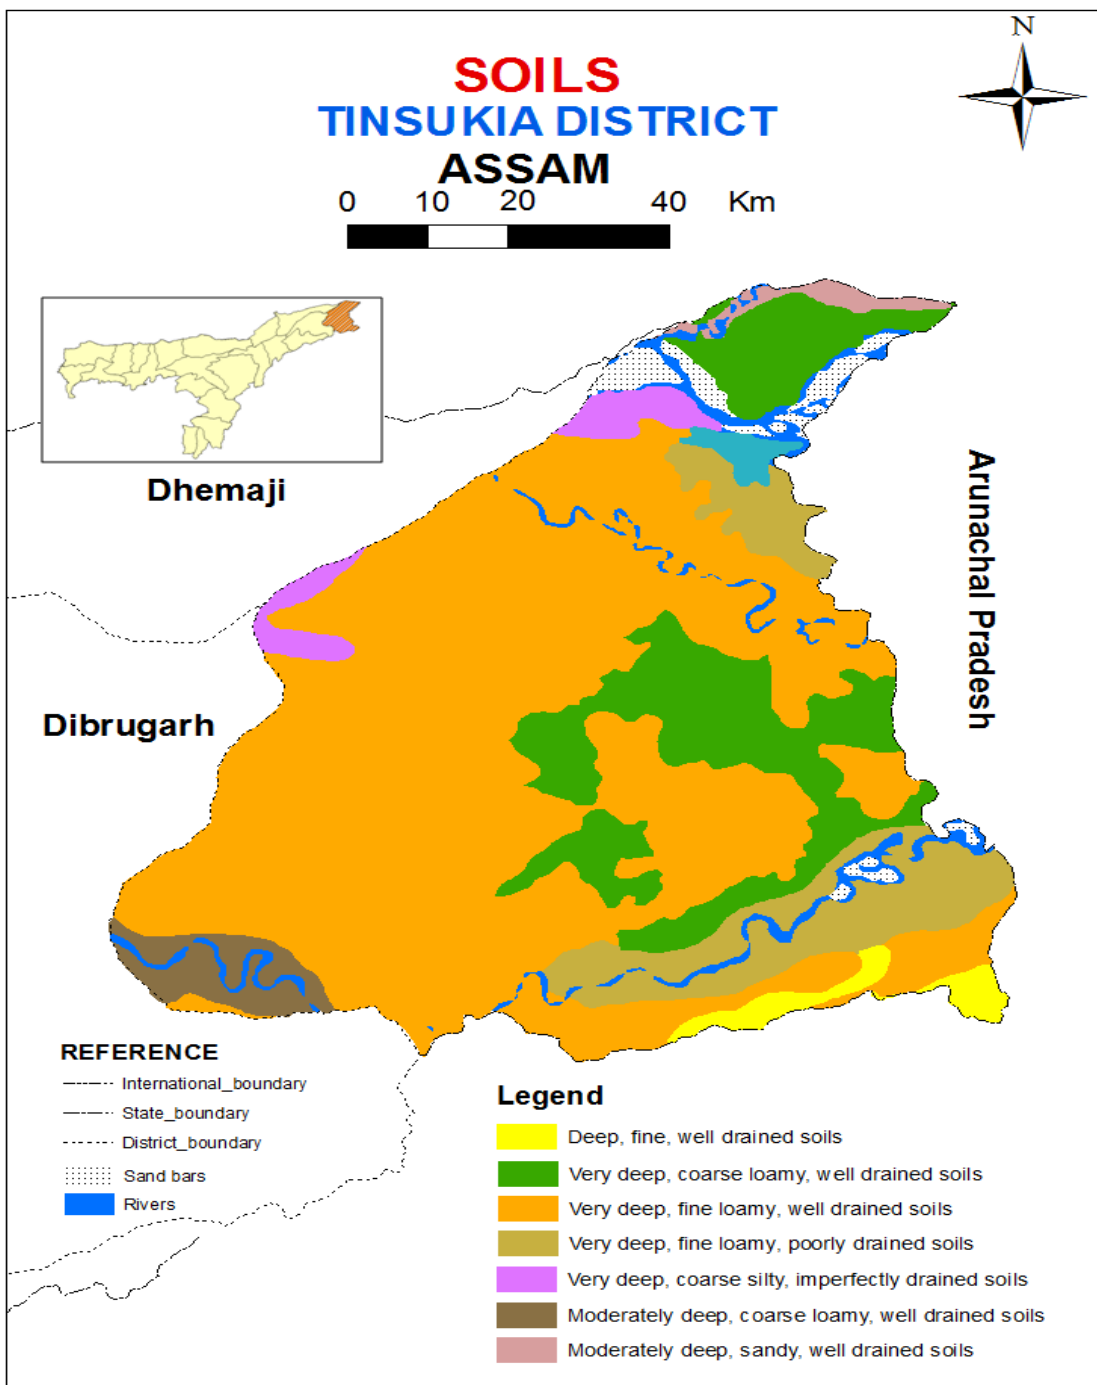 N
SOILS
TINSUKIA DISTRICT
ASSAM
0 10 20 40 Km
Dhemaji
Arunachal Pradesh
Dibrugarh
REFERENCE
International_boundary
State_boundary
District_boundary
Sand bars
Rivers
Legend
Deep, fine, well drained soils
Very deep, coarse loamy, well drained soils
Very deep, fine loamy, well drained soils
Very deep, fine loamy, poorly drained soils
Very deep, coarse silty, imperfectly drained soils
Moderately deep, coarse loamy, well drained soils
Moderately deep, sandy, well drained soils